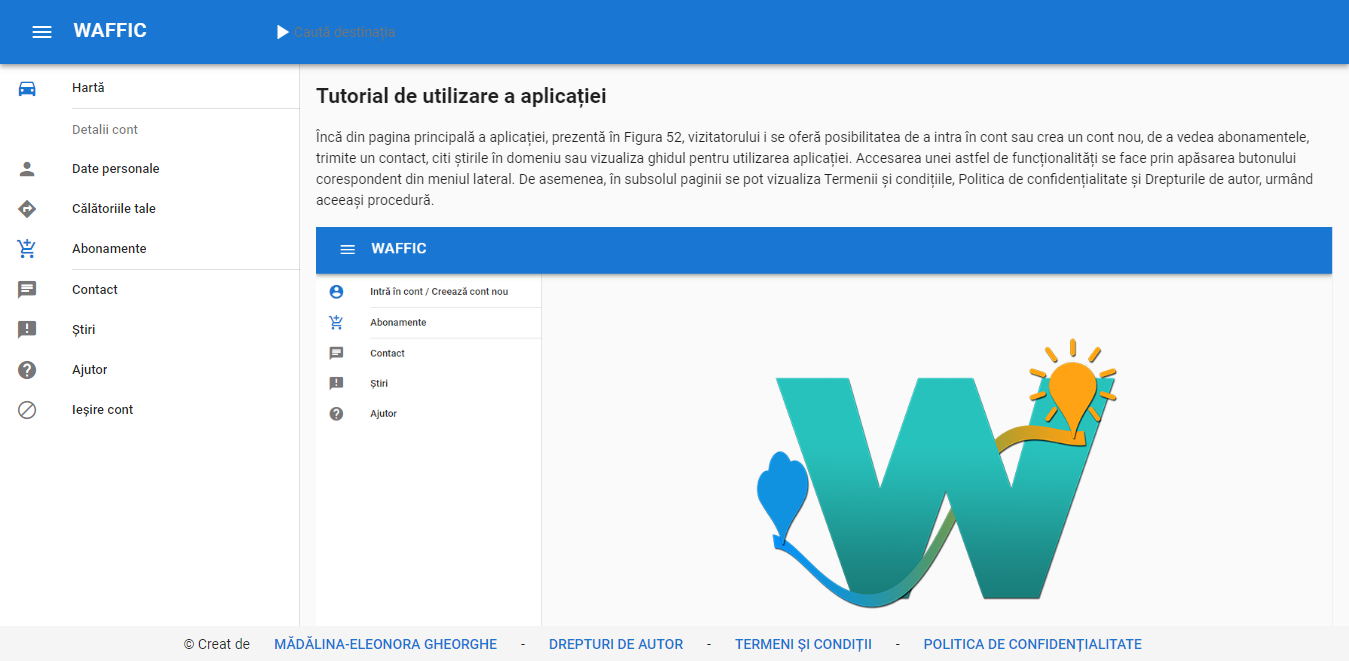 WAFFIC
Caută destinația
Hartă
Detalii cont
Date personale
Călătoriile tale
Abonamente
Contact
Știri
Ajutor
Ieșire cont
Tutorial de utilizare a aplicației
Încă din pagina principală a aplicației, prezentă în Figura 52, vizitatorului i se oferă posibilitatea de a intra în cont sau crea un cont nou, de a vedea abonamentele,
trimite un contact, citi știrile în domeniu sau vizualiza ghidul pentru utilizarea aplicației. Accesarea unei astfel de funcționalități se face prin apăsarea butonului
corespondent din meniul lateral. De asemenea, în subsolul paginii se pot vizualiza Termenii și condițiile, Politica de confidențialitate și Drepturile de autor, urmând
aceeași procedură.
WAFFIC
Intră în cont / Creează cont nou
Abonamente
Contact
Știri
Ajutor
W
© Creat de MĂDĂLINA-ELEONORA GHEORGHE - DREPTURI DE AUTOR - TERMENI ȘI CONDIȚII - POLITICA DE CONFIDENȚIALITATE